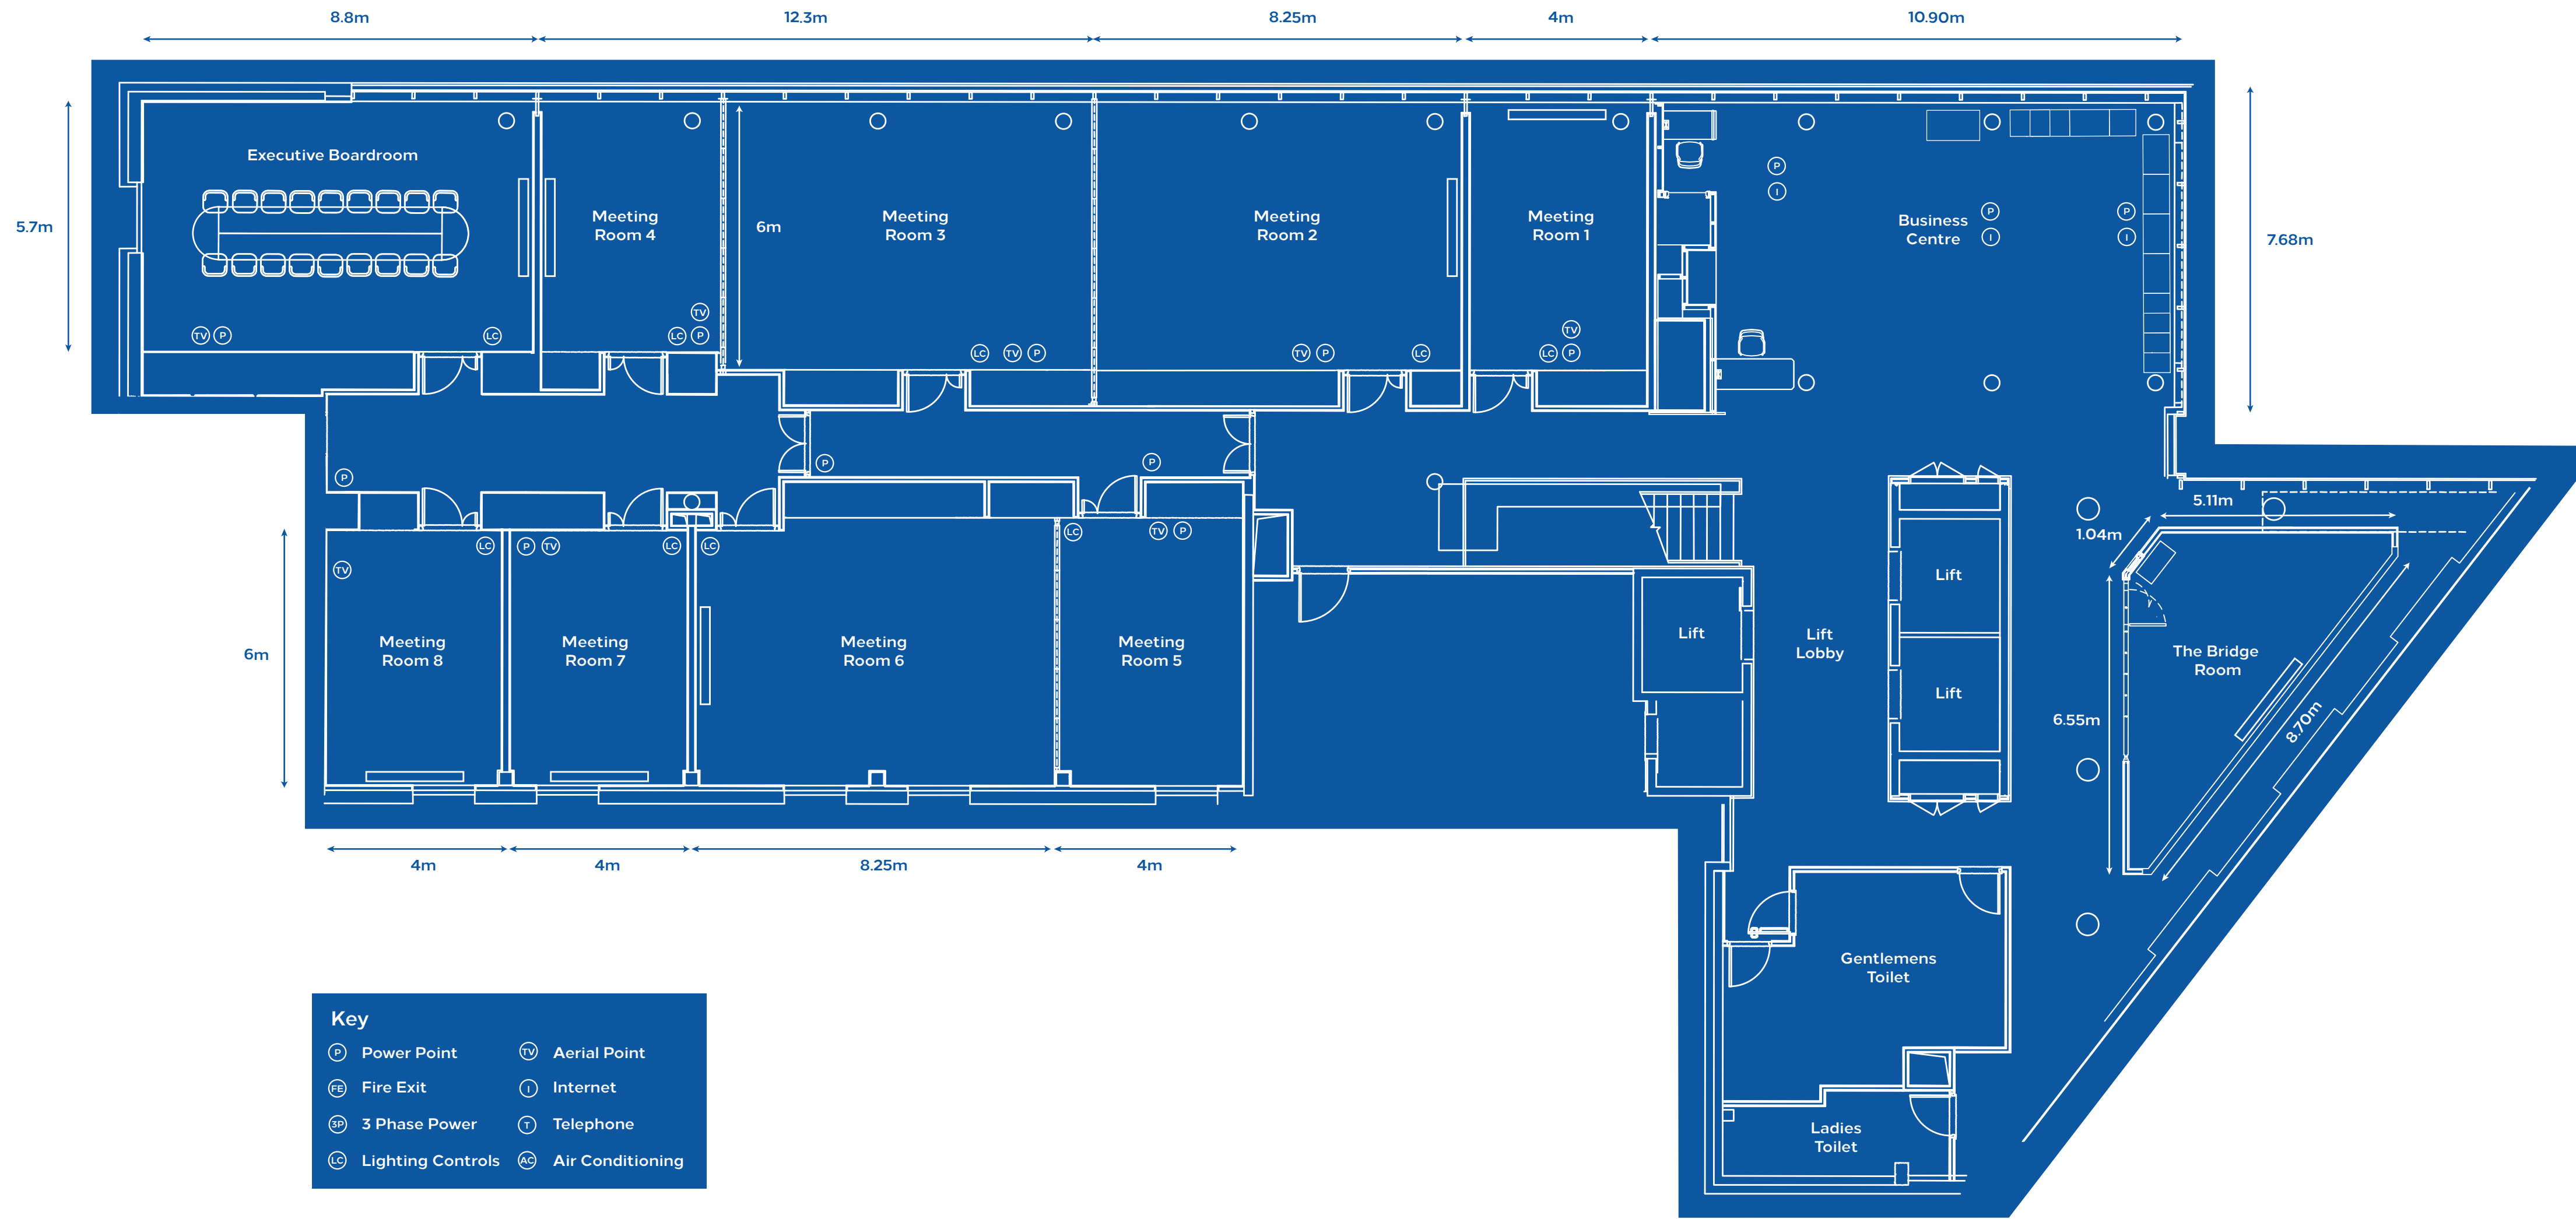 8.8m
12.3m
8.25m
4m
10.90m
5.7m
Executive Boardroom
Meeting
Room 4
6m
Meeting
Room 3
Meeting
Room 2
Meeting
Room 1
Business
Centre
7.68m
P
I
P
I
P
I
TV
P
LC
TV
LC
P
LC
TV
P
TV
P
LC
TV
LC
P
P
P
P
LC
P
TV
LC
LC
LC
TV
P
TV
6m
Meeting
Room 8
Meeting
Room 7
Meeting
Room 6
Meeting
Room 5
Lift
Lift
Lobby
Lift
Lift
5.11m
1.04m
The Bridge
Room
6.55m
8.70m
4m
4m
8.25m
4m
Gentlemens
Toilet
Ladies
Toilet
Key
P Power Point
TV Aerial Point
FE Fire Exit
I Internet
3P 3 Phase Power
T Telephone
LC Lighting Controls
AC Air Conditioning